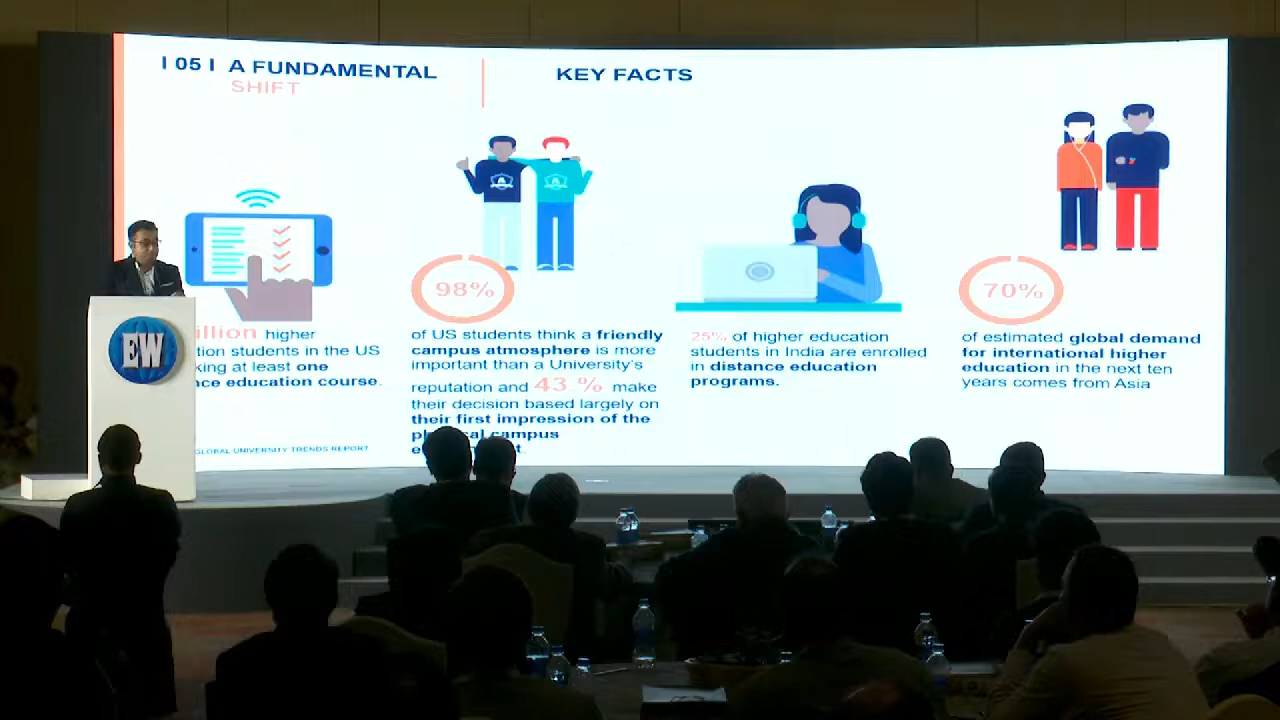 I 05 I A FUNDAMENTAL
SHIFT
KEY FACTS
higher
students in the US
at least one
education course.
GLOBAL UNIVERSITY TRENDS REPORT
98%
of US students think a friendly
campus atmosphere is more
important than a University's
reputation and 43 % make
their decision based largely on
their first impression of the
campus
25% of higher education
students in India are enrolled
in distance education
programs.
70%
of estimated global demand
for international higher
education in the next ten
years comes from Asia
EW